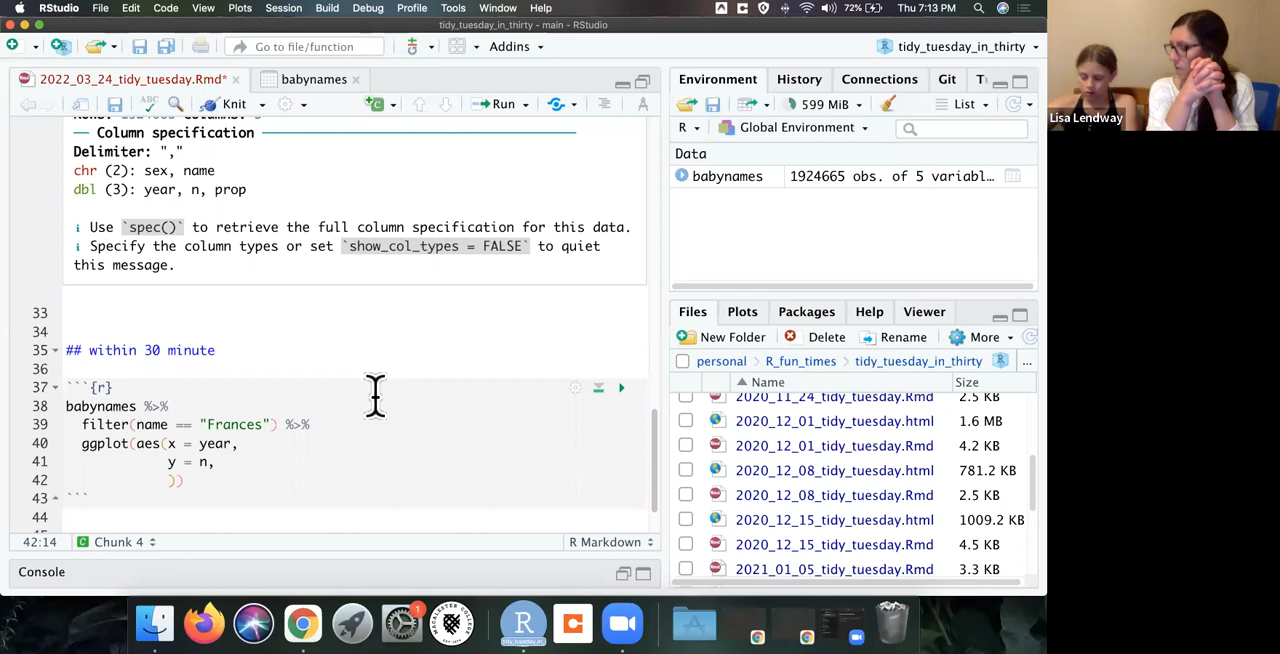 RStudio File Edit Code View Plots Session Build Debug Profile Tools Window Help 72% Thu 7:13 PM
tidy_tuesday_in_thirty - main - RStudio
Go to file/function Addins tidy_tuesday_in_thirty
2022_03_24_tidy_tuesday.Rmd* babynames
ABC Knit Run
── Column specification ──
Delimiter: ","
chr (2): sex, name
dbl (3): year, n, prop
ℹ Use `spec()` to retrieve the full column specification for this data.
ℹ Specify the column types or set `show_col_types = FALSE` to quiet
this message.
33
34
35 ## within 30 minute
36
37 ```{r}
38 babynames %>%
39 filter(name == "Frances") %>%
40 ggplot(aes(x = year,
41 y = n,
42 ))
43 ```
44
42:14 Chunk 4 R Markdown
Console
Environment History Connections Git
599 MiB List
R Global Environment
Data
babynames 1924665 obs. of 5 variabl…
Files Plots Packages Help Viewer
New Folder Delete Rename More
personal R_fun_times tidy_tuesday_in_thirty ...
Name Size
2020_11_24_tidy_tuesday.Rmd 2.5 KB
2020_12_01_tidy_tuesday.html 1.6 MB
2020_12_01_tidy_tuesday.Rmd 4.2 KB
2020_12_08_tidy_tuesday.html 781.2 KB
2020_12_08_tidy_tuesday.Rmd 2.5 KB
2020_12_15_tidy_tuesday.html 1009.2 KB
2020_12_15_tidy_tuesday.Rmd 4.5 KB
2021_01_05_tidy_tuesday.Rmd 3.3 KB
Lisa Lendway
1
R
tidy_tuesday_in